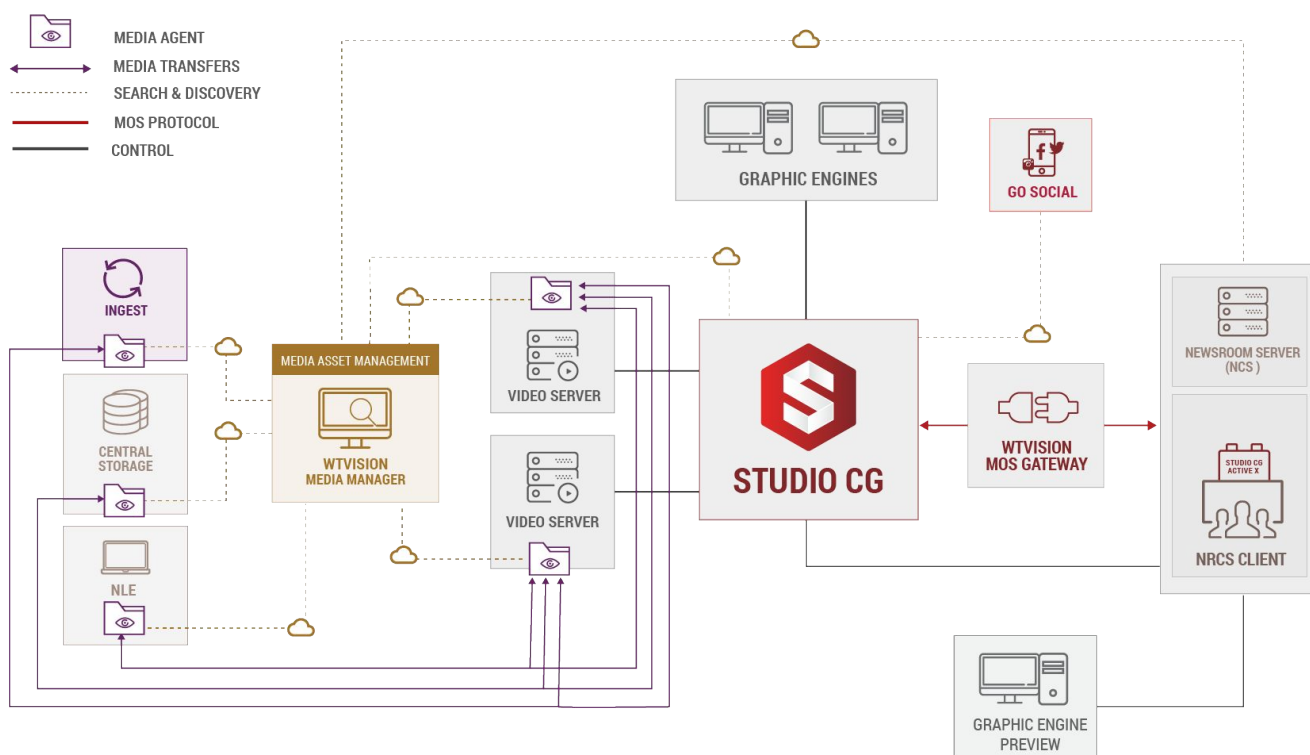 MEDIA AGENT
MEDIA TRANSFERS
SEARCH & DISCOVERY
MOS PROTOCOL
CONTROL
GRAPHIC ENGINES
GO SOCIAL
INGEST
CENTRAL
STORAGE
NLE
MEDIA ASSET MANAGEMENT
WTVISION
MEDIA MANAGER
VIDEO SERVER
VIDEO SERVER
STUDIO CG
WTVISION
MOS GATEWAY
NEWSROOM SERVER
(NCS )
STUDIO CG
ACTIVE X
NRCS CLIENT
GRAPHIC ENGINE
PREVIEW